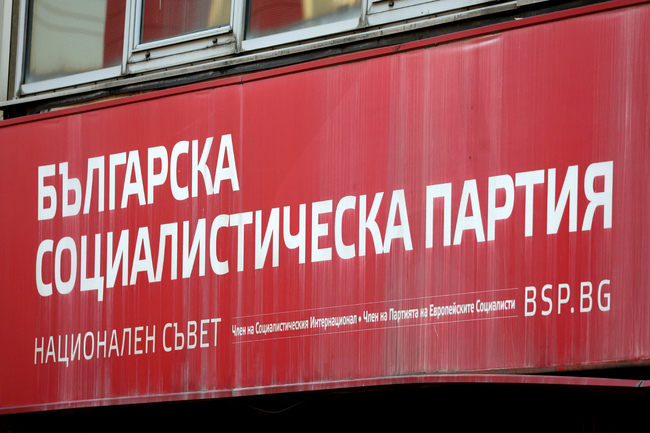 БЪЛГАРСКА
СОЦИАЛИСТИЧЕСКА ПАРТИЯ
НАЦИОНАЛЕН СЪВЕТ Член на Социалистическия Интернационал • Член на Партията на Европейските Социалисти BSP.BG